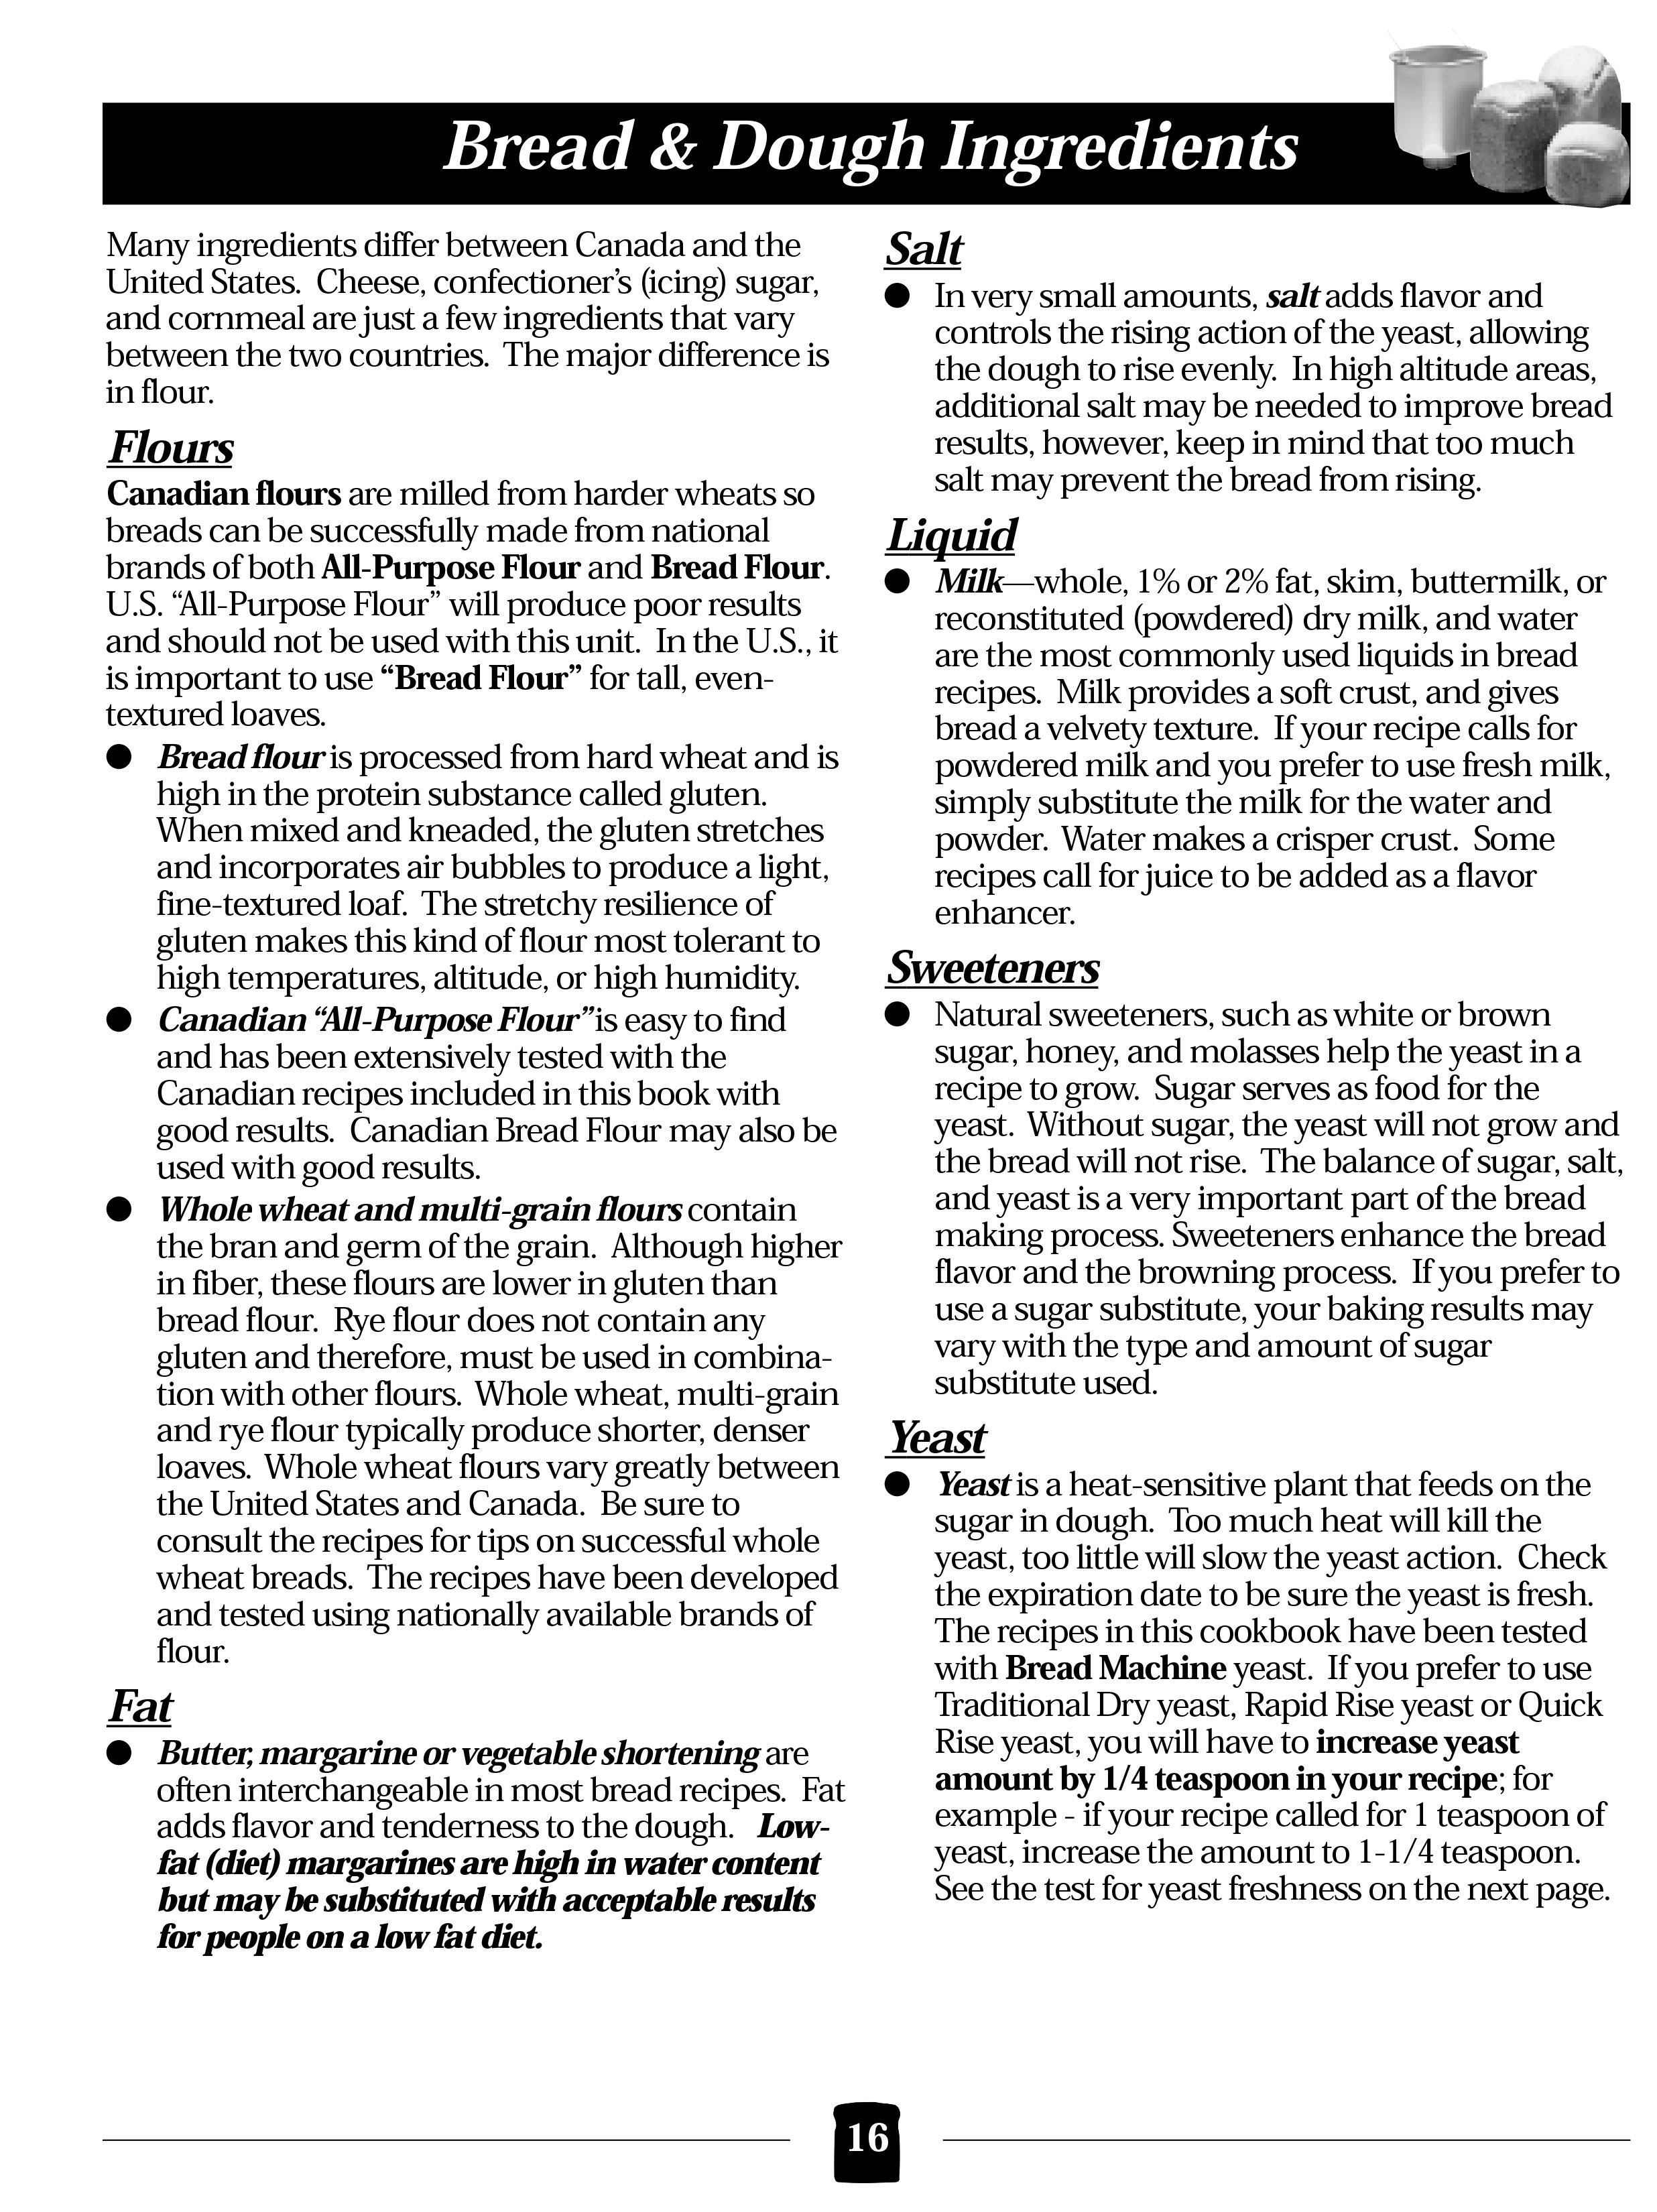 Bread & Dough Ingredients
Many ingredients differ between Canada and the
United States.  Cheese, confectioner’s (icing) sugar,
and cornmeal are just a few ingredients that vary
between the two countries.  The major difference is
in flour.
Flours
Canadian flours are milled from harder wheats so
breads can be successfully made from national
brands of both All-Purpose Flour and Bread Flour.
U.S. “All-Purpose Flour” will produce poor results
and should not be used with this unit.  In the U.S., it
is important to use “Bread Flour” for tall, even-
textured loaves.
● Bread flour is processed from hard wheat and is
high in the protein substance called gluten.
When mixed and kneaded, the gluten stretches
and incorporates air bubbles to produce a light,
fine-textured loaf.  The stretchy resilience of
gluten makes this kind of flour most tolerant to
high temperatures, altitude, or high humidity.
● Canadian “All-Purpose Flour” is easy to find
and has been extensively tested with the
Canadian recipes included in this book with
good results.  Canadian Bread Flour may also be
used with good results.
● Whole wheat and multi-grain flours contain
the bran and germ of the grain.  Although higher
in fiber, these flours are lower in gluten than
bread flour.  Rye flour does not contain any
gluten and therefore, must be used in combina-
tion with other flours.  Whole wheat, multi-grain
and rye flour typically produce shorter, denser
loaves.  Whole wheat flours vary greatly between
the United States and Canada.  Be sure to
consult the recipes for tips on successful whole
wheat breads.  The recipes have been developed
and tested using nationally available brands of
flour.
Fat
● Butter, margarine or vegetable shortening are
often interchangeable in most bread recipes.  Fat
adds flavor and tenderness to the dough.   Low-
fat (diet) margarines are high in water content
but may be substituted with acceptable results
for people on a low fat diet.
Salt
● In very small amounts, salt adds flavor and
controls the rising action of the yeast, allowing
the dough to rise evenly.  In high altitude areas,
additional salt may be needed to improve bread
results, however, keep in mind that too much
salt may prevent the bread from rising.
Liquid
● Milk—whole, 1% or 2% fat, skim, buttermilk, or
reconstituted (powdered) dry milk, and water
are the most commonly used liquids in bread
recipes.  Milk provides a soft crust, and gives
bread a velvety texture.  If your recipe calls for
powdered milk and you prefer to use fresh milk,
simply substitute the milk for the water and
powder.  Water makes a crisper crust.  Some
recipes call for juice to be added as a flavor
enhancer.
Sweeteners
● Natural sweeteners, such as white or brown
sugar, honey, and molasses help the yeast in a
recipe to grow.  Sugar serves as food for the
yeast.  Without sugar, the yeast will not grow and
the bread will not rise.  The balance of sugar, salt,
and yeast is a very important part of the bread
making process. Sweeteners enhance the bread
flavor and the browning process.  If you prefer to
use a sugar substitute, your baking results may
vary with the type and amount of sugar
substitute used.
Yeast
● Yeast is a heat-sensitive plant that feeds on the
sugar in dough.  Too much heat will kill the
yeast, too little will slow the yeast action.  Check
the expiration date to be sure the yeast is fresh.
The recipes in this cookbook have been tested
with Bread Machine yeast.  If you prefer to use
Traditional Dry yeast, Rapid Rise yeast or Quick
Rise yeast, you will have to increase yeast
amount by 1/4 teaspoon in your recipe; for
example - if your recipe called for 1 teaspoon of
yeast, increase the amount to 1-1/4 teaspoon.
See the test for yeast freshness on the next page.
16